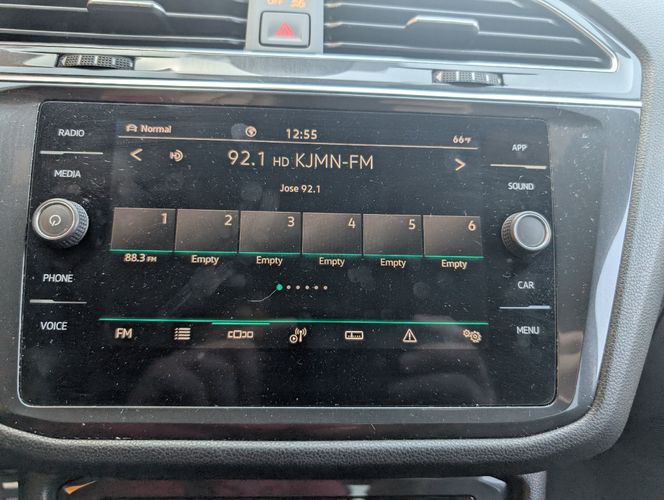 OFF
RADIO
Normal
12:55
66°F
APP
MEDIA
<
92.1 HD KJMN-FM
>
SOUND
Jose 92.1
1 2 3 4 5 6
88.3 FM Empty Empty Empty Empty Empty
PHONE
CAR
VOICE
FM
MENU